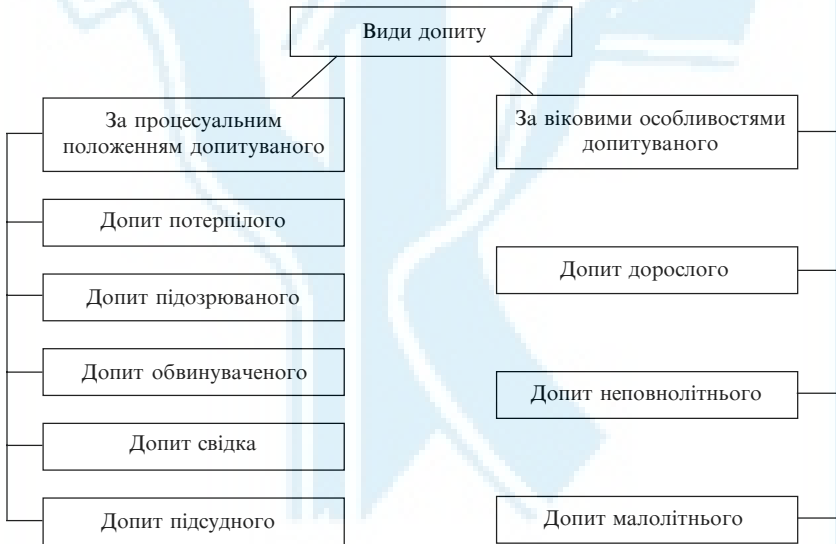 Види допиту
За процесуальним
положенням допитуваного
Допит потерпілого
Допит підозрюваного
Допит обвинуваченого
Допит свідка
Допит підсудного
За віковими особливостями
допитуваного
Допит дорослого
Допит неповнолітнього
Допит малолітнього